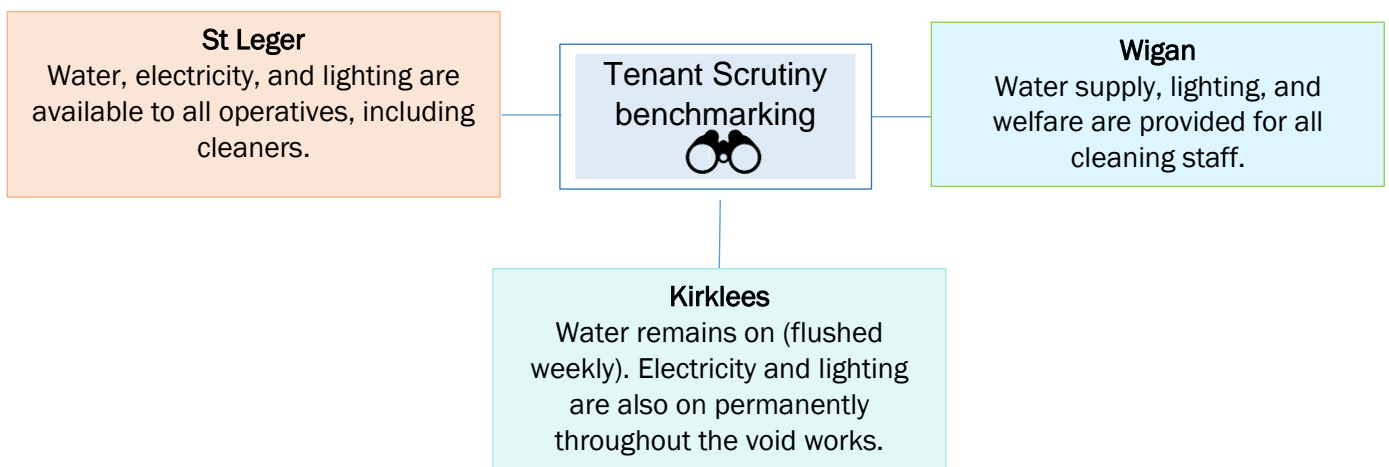 St Leger
Water, electricity, and lighting are
available to all operatives, including
cleaners.
Tenant Scrutiny
benchmarking
Wigan
Water supply, lighting, and
welfare are provided for all
cleaning staff.
Kirklees
Water remains on (flushed
weekly). Electricity and lighting
are also on permanently
throughout the void works.